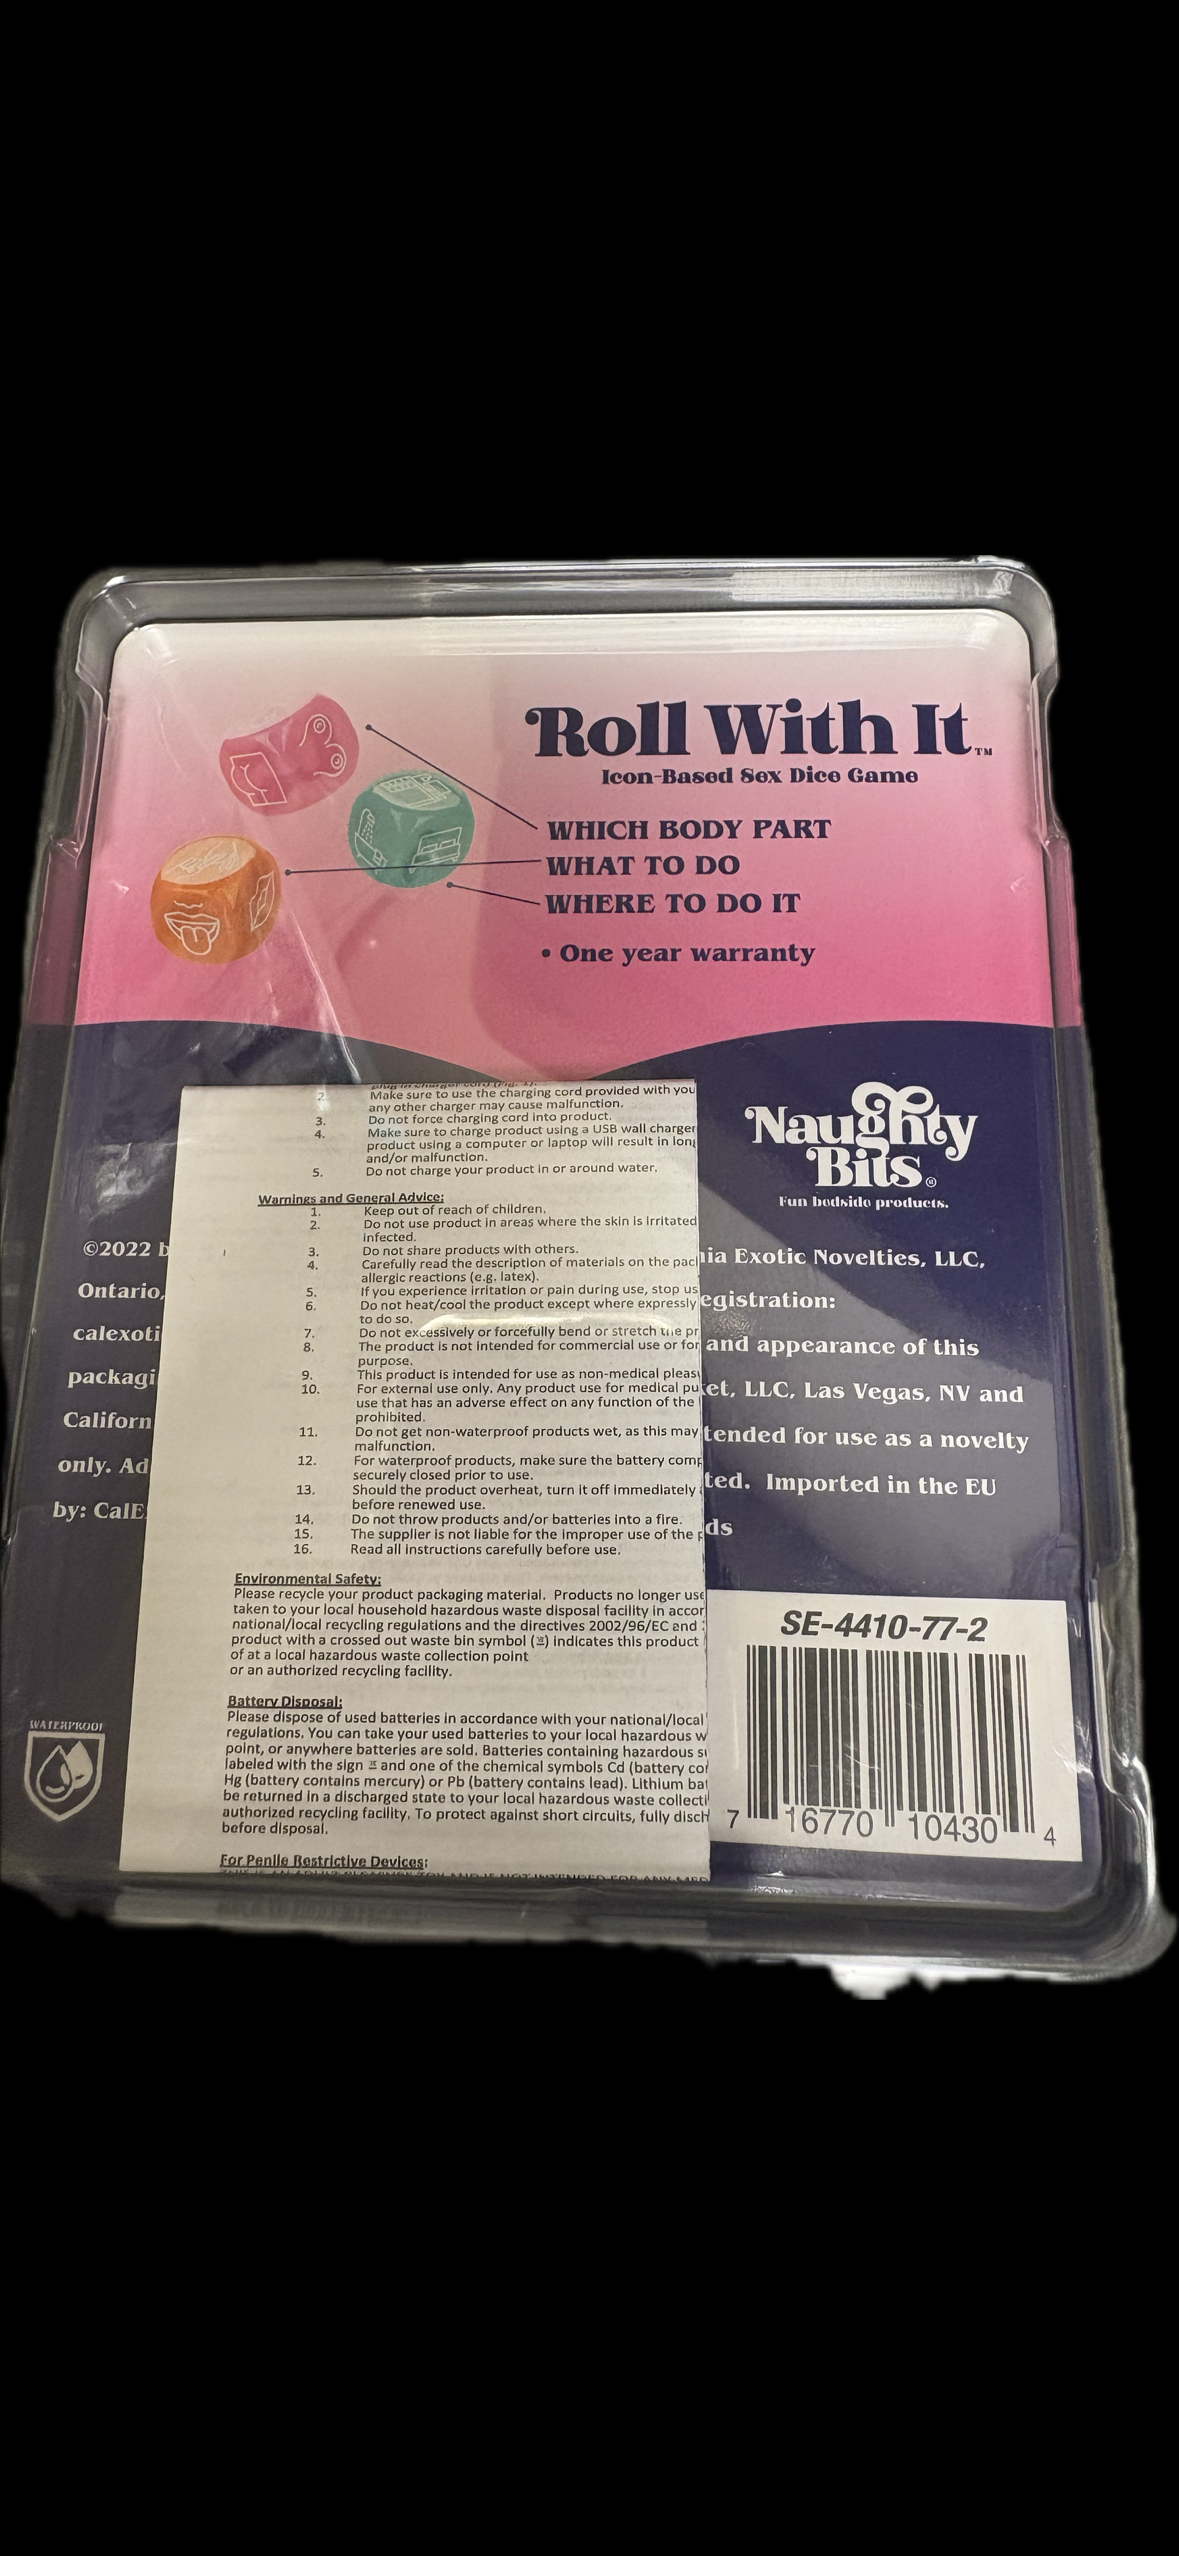 Roll With It™
Icon-Based Sex Dice Game
WHICH BODY PART
WHAT TO DO
WHERE TO DO IT
• One year warranty
Naughty
Bits®
Fun bedside products.
plug in charger cord (Fig. 1).
2. Make sure to use the charging cord provided with you
any other charger may cause malfunction.
3. Do not force charging cord into product.
4. Make sure to charge product using a USB wall charger
product using a computer or laptop will result in long
and/or malfunction.
5. Do not charge your product in or around water.
Warnings and General Advice:
1. Keep out of reach of children.
2. Do not use product in areas where the skin is irritated
infected.
3. Do not share products with others.
4. Carefully read the description of materials on the pac
allergic reactions (e.g. latex).
5. If you experience irritation or pain during use, stop us
6. Do not heat/cool the product except where expressly
to do so.
7. Do not excessively or forcefully bend or stretch the pr
8. The product is not intended for commercial use or for
purpose.
9. This product is intended for use as non-medical pleas
10. For external use only. Any product use for medical pu
use that has an adverse effect on any function of the
prohibited.
11. Do not get non-waterproof products wet, as this may
malfunction.
12. For waterproof products, make sure the battery comp
securely closed prior to use.
13. Should the product overheat, turn it off immediately
before renewed use.
14. Do not throw products and/or batteries into a fire.
15. The supplier is not liable for the improper use of the p
16. Read all instructions carefully before use.
Environmental Safety:
Please recycle your product packaging material. Products no longer use
taken to your local household hazardous waste disposal facility in accor
national/local recycling regulations and the directives 2002/96/EC and
product with a crossed out waste bin symbol () indicates this product
of at a local hazardous waste collection point
or an authorized recycling facility.
Battery Disposal:
Please dispose of used batteries in accordance with your national/local
regulations. You can take your used batteries to your local hazardous w
point, or anywhere batteries are sold. Batteries containing hazardous s
labeled with the sign and one of the chemical symbols Cd (battery co
Hg (battery contains mercury) or Pb (battery contains lead). Lithium bat
be returned in a discharged state to your local hazardous waste collecti
authorized recycling facility. To protect against short circuits, fully disch
before disposal.
For Penile Restrictive Devices:
©2022 b
Ontario,
calexoti
packagi
Californ
only. Ad
by: CalE
nia Exotic Novelties, LLC,
egistration:
and appearance of this
ket, LLC, Las Vegas, NV and
tended for use as a novelty
ted. Imported in the EU
ds
WATERPROOF
SE-4410-77-2
7 16770 10430 4